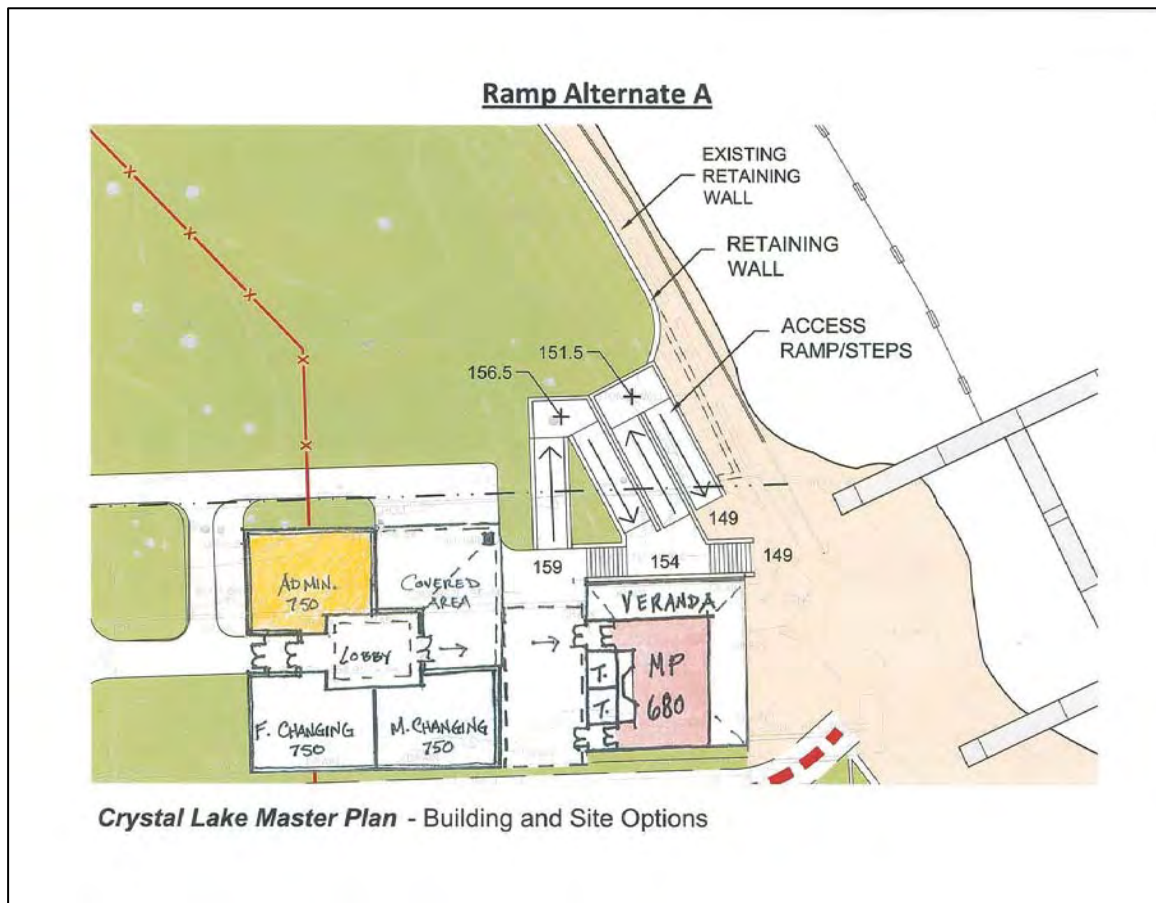 Ramp Alternate A
EXISTING
RETAINING
WALL
RETAINING
WALL
ACCESS
RAMP/STEPS
151.5
156.5
149
159
154
149
ADMIN.
750
COVERED
AREA
VERANDA
LOBBY
MP
680
T.
T.
F. CHANGING
750
M. CHANGING
750
Crystal Lake Master Plan - Building and Site Options